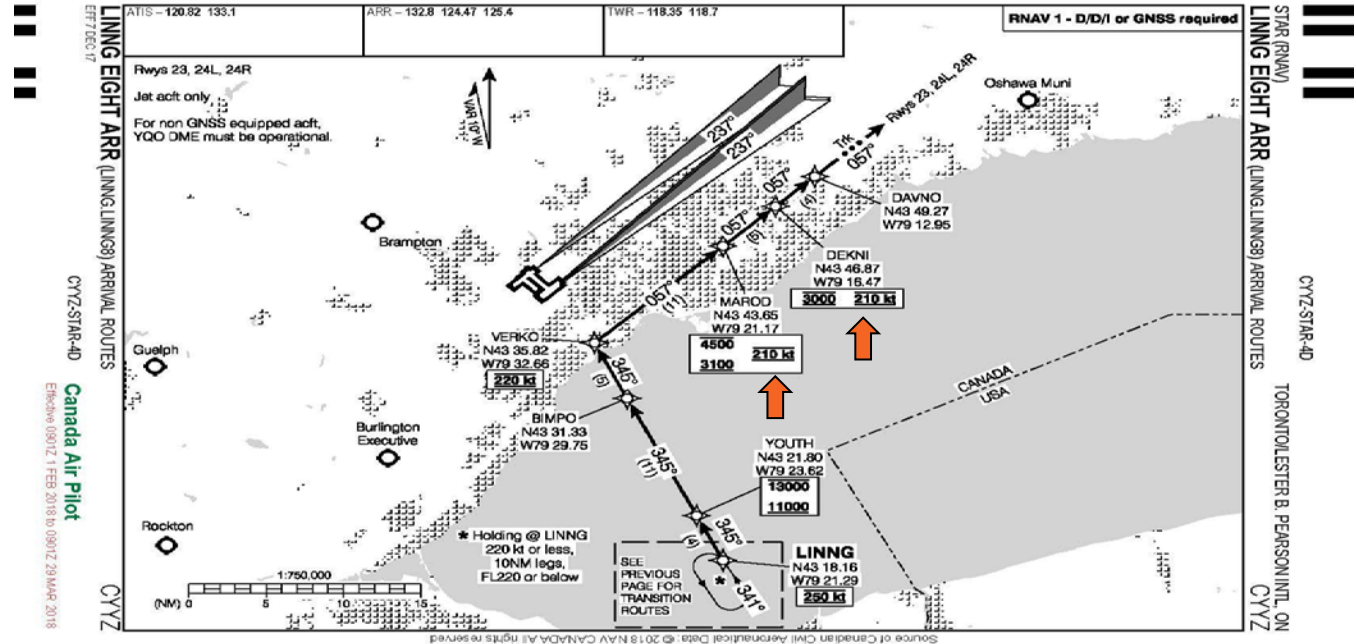 ATIS – 120.82 133.1
ARR – 132.8 124.47 125.4
TWR – 118.35 118.7
RNAV 1 - D/D/I or GNSS required
STAR (RNAV)
LINNG EIGHT ARR (LINNG.LINNG8) ARRIVAL ROUTES
CYYZ-STAR-4D
TORONTO/LESTER B. PEARSON INTL, ON
CYYZ
LINNG EIGHT ARR (LINNG.LINNG8) ARRIVAL ROUTES
EFF 7 DEC 17
CYYZ-STAR-4D
Canada Air Pilot
Effective 0901Z 1 FEB 2018 to 0901Z 29 MAR 2018
CYYZ
Rwys 23, 24L, 24R
Jet acft only
For non GNSS equipped acft,
YQO DME must be operational.
VAR 10°W
237°
237°
Trk
057°
Rwys 23, 24L, 24R
Oshawa Muni
057°
(4)
DAVNO
N43 49.27
W79 12.95
057°
(5)
DEKNI
N43 46.87
W79 16.47
3000 210 kt
Brampton
057°
(11)
MAROD
N43 43.65
W79 21.17
4500
3100
210 kt
VERKO
N43 35.82
W79 32.66
220 kt
Guelph
345°
(5)
CANADA
USA
BIMPO
N43 31.33
W79 29.75
Burlington
Executive
345°
(11)
YOUTH
N43 21.80
W79 23.62
13000
11000
Rockton
* Holding @ LINNG
220 kt or less,
10NM legs,
FL220 or below
345°
(4)
SEE
PREVIOUS
PAGE FOR
TRANSITION
ROUTES
*
341°
LINNG
N43 18.16
W79 21.29
250 kt
1:750,000
(NM)
0 5 10 15
Source of Canadian Civil Aeronautical Data: © 2018 NAV CANADA All rights reserved